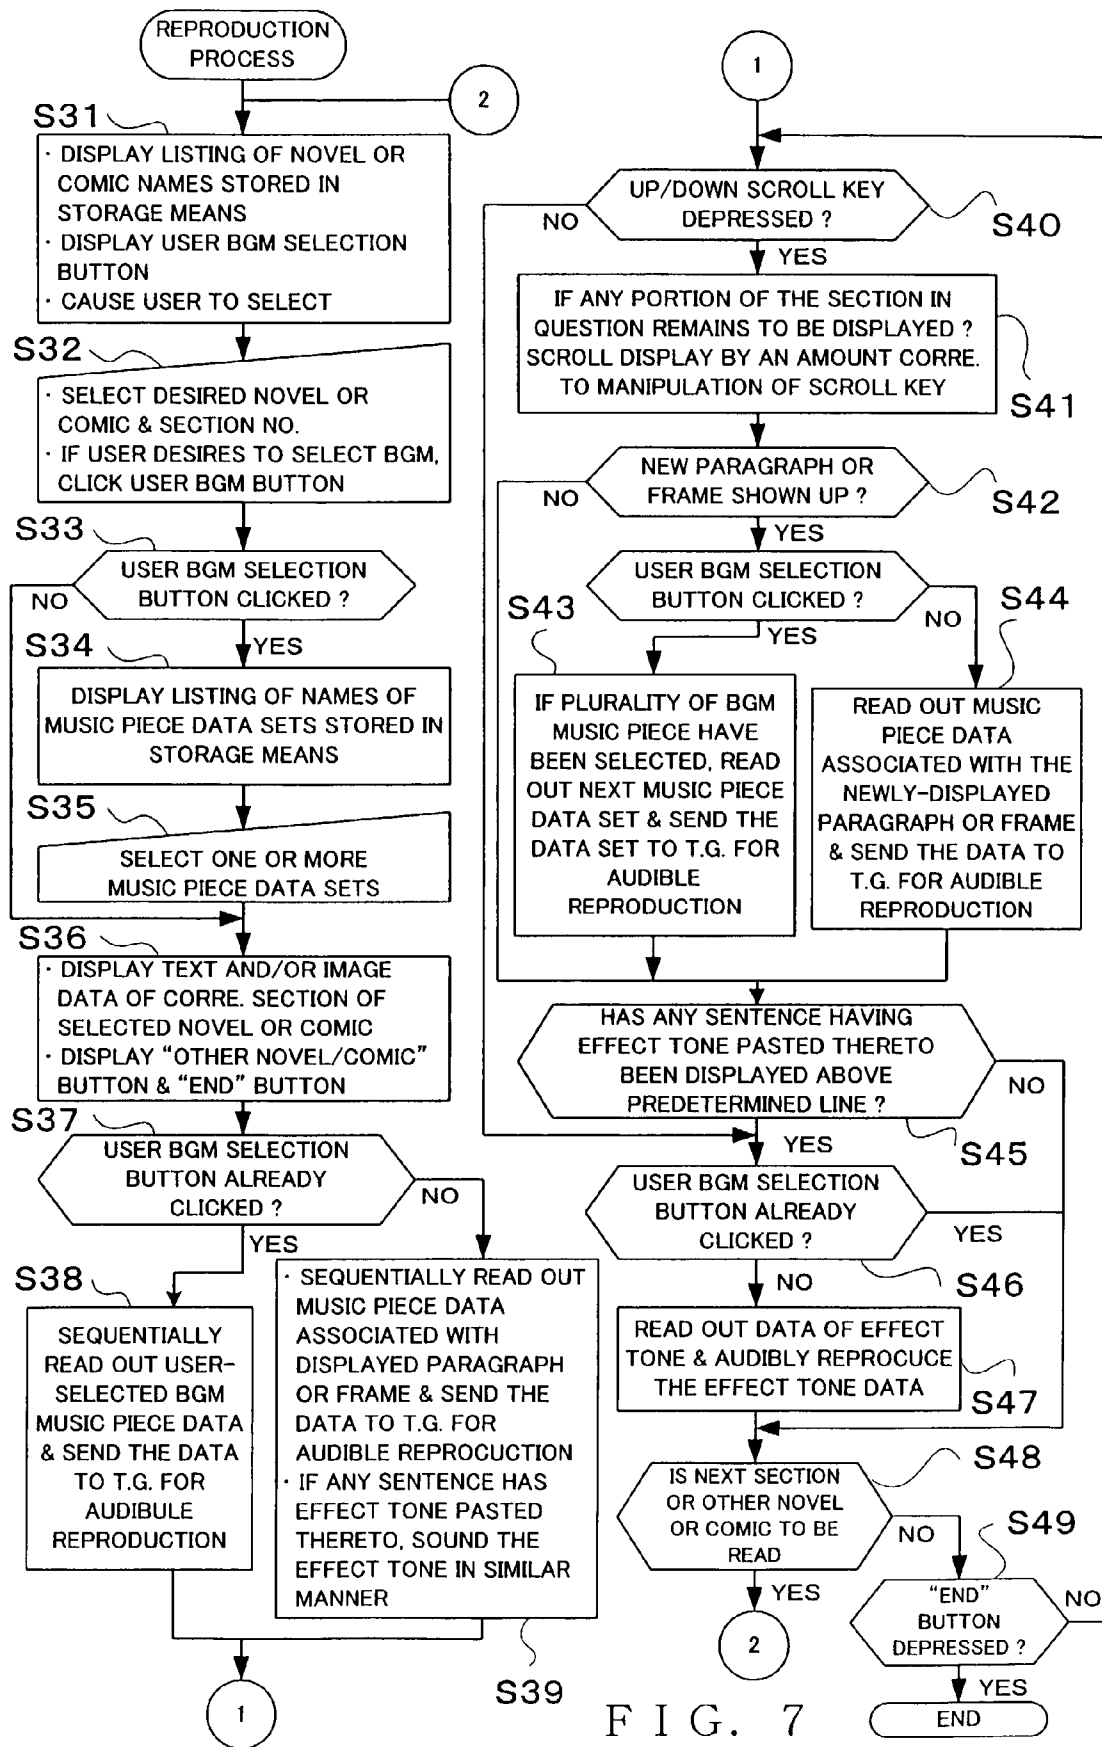 REPRODUCTION
PROCESS
2
S31
· DISPLAY LISTING OF NOVEL OR
COMIC NAMES STORED IN
STORAGE MEANS
· DISPLAY USER BGM SELECTION
BUTTON
· CAUSE USER TO SELECT
S32
· SELECT DESIRED NOVEL OR
COMIC & SECTION NO.
· IF USER DESIRES TO SELECT BGM,
CLICK USER BGM BUTTON
S33
USER BGM SELECTION
BUTTON CLICKED ?
NO
YES
S34
DISPLAY LISTING OF NAMES OF
MUSIC PIECE DATA SETS STORED IN
STORAGE MEANS
S35
SELECT ONE OR MORE
MUSIC PIECE DATA SETS
S36
· DISPLAY TEXT AND/OR IMAGE
DATA OF CORRE. SECTION OF
SELECTED NOVEL OR COMIC
· DISPLAY “OTHER NOVEL/COMIC”
BUTTON & “END” BUTTON
S37
USER BGM SELECTION
BUTTON ALREADY
CLICKED ?
NO
YES
S38
SEQUENTIALLY
READ OUT USER-
SELECTED BGM
MUSIC PIECE DATA
& SEND THE DATA
TO T.G. FOR
AUDIBULE
REPRODUCTION
· SEQUENTIALLY READ OUT
MUSIC PIECE DATA
ASSOCIATED WITH
DISPLAYED PARAGRAPH
OR FRAME & SEND THE
DATA TO T.G. FOR
AUDIBLE REPROCUCTION
· IF ANY SENTENCE HAS
EFFECT TONE PASTED
THERETO, SOUND THE
EFFECT TONE IN SIMILAR
MANNER
S39
1
1
UP/DOWN SCROLL KEY
DEPRESSED ?
NO
S40
YES
IF ANY PORTION OF THE SECTION IN
QUESTION REMAINS TO BE DISPLAYED ?
SCROLL DISPLAY BY AN AMOUNT CORRE.
TO MANIPULATION OF SCROLL KEY
S41
NEW PARAGRAPH OR
FRAME SHOWN UP ?
NO
S42
YES
USER BGM SELECTION
BUTTON CLICKED ?
S43
NO
S44
YES
IF PLURALITY OF BGM
MUSIC PIECE HAVE
BEEN SELECTED, READ
OUT NEXT MUSIC PIECE
DATA SET & SEND THE
DATA SET TO T.G. FOR
AUDIBLE
REPRODUCTION
READ OUT MUSIC
PIECE DATA
ASSOCIATED WITH THE
NEWLY-DISPLAYED
PARAGRAPH OR FRAME
& SEND THE DATA TO
T.G. FOR AUDIBLE
REPRODUCTION
HAS ANY SENTENCE HAVING
EFFECT TONE PASTED THERETO
BEEN DISPLAYED ABOVE
PREDETERMINED LINE ?
NO
S45
YES
USER BGM SELECTION
BUTTON ALREADY
CLICKED ?
YES
S46
NO
READ OUT DATA OF EFFECT
TONE & AUDIBLY REPROCUCE
THE EFFECT TONE DATA
S47
IS NEXT SECTION
OR OTHER NOVEL
OR COMIC TO BE
READ
S48
NO
YES
2
S49
“END”
BUTTON
DEPRESSED ?
NO
YES
END
FIG. 7